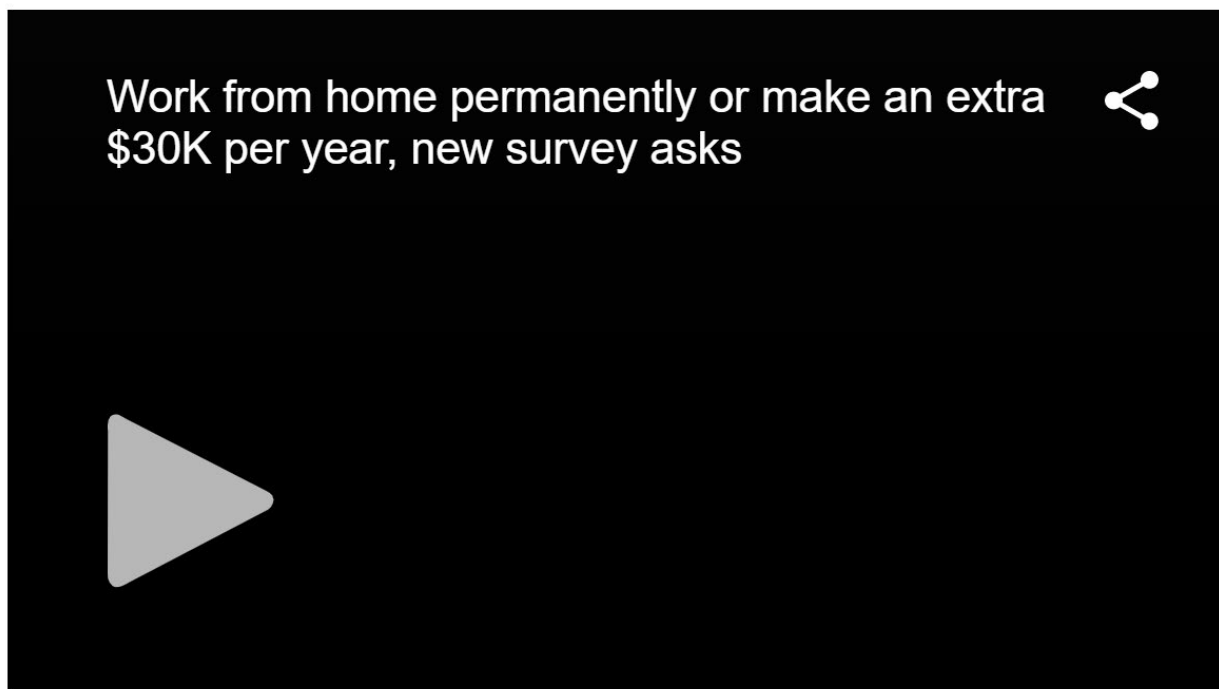 Work from home permanently or make an extra
$30K per year, new survey asks